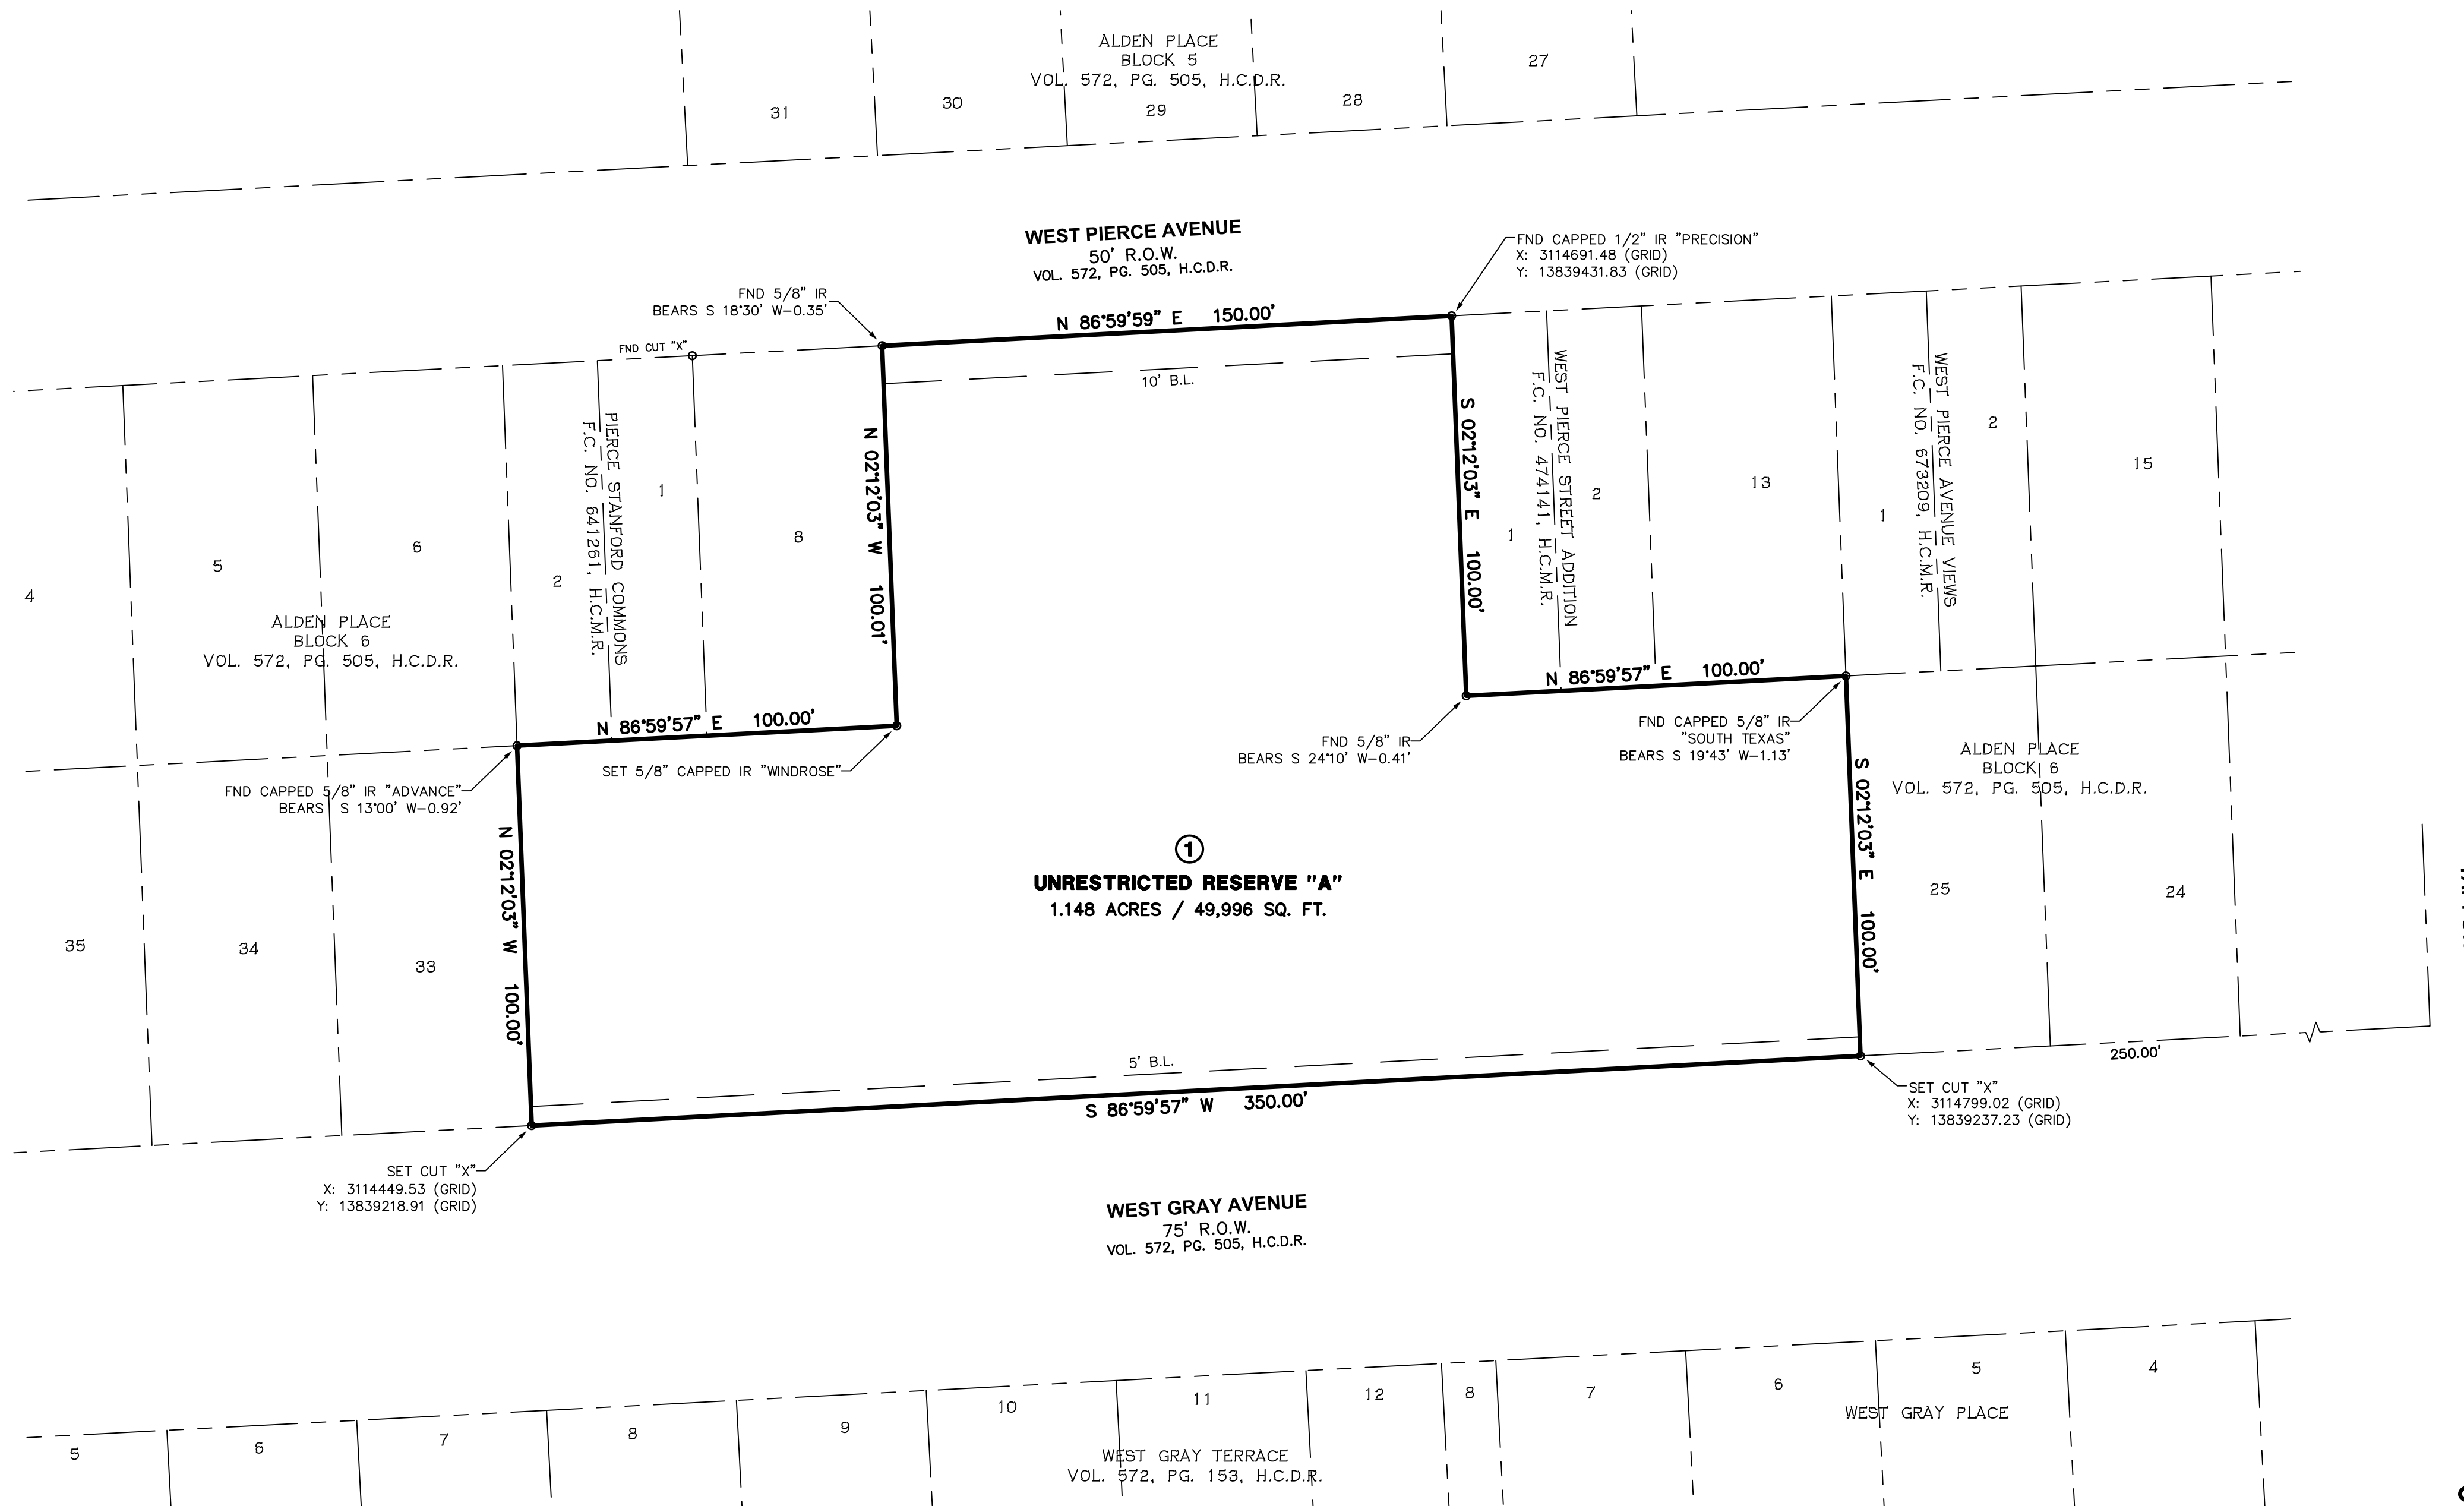 ALDEN PLACE
BLOCK 5
VOL. 572, PG. 505, H.C.D.R.
31
30
29
28
27
WEST PIERCE AVENUE
50' R.O.W.
VOL. 572, PG. 505, H.C.D.R.
FND CAPPED 1/2" IR "PRECISION"
X: 3114691.48 (GRID)
Y: 13839431.83 (GRID)
FND 5/8" IR
BEARS S 18°30' W-0.35'
N 86°59'59" E 150.00'
FND CUT "X"
10' B.L.
4
5
6
ALDEN PLACE
BLOCK 6
VOL. 572, PG. 505, H.C.D.R.
2
PIERCE STANFORD COMMONS
F.C. NO. 641261, H.C.M.R.
1
8
N 02°12'03" W 100.01'
S 02°12'03" E 100.00'
1
WEST PIERCE STREET ADDITION
F.C. NO. 474141, H.C.M.R.
2
13
1
WEST PIERCE AVENUE VIEWS
F.C. NO. 673209, H.C.M.R.
2
15
N 86°59'57" E 100.00'
N 86°59'57" E 100.00'
SET 5/8" CAPPED IR "WINDROSE"
FND 5/8" IR
BEARS S 24°10' W-0.41'
FND CAPPED 5/8" IR
"SOUTH TEXAS"
BEARS S 19°43' W-1.13'
FND CAPPED 5/8" IR "ADVANCE"
BEARS S 13°00' W-0.92'
ALDEN PLACE
BLOCK 6
VOL. 572, PG. 505, H.C.D.R.
35
34
33
N 02°12'03" W 100.00'
1
UNRESTRICTED RESERVE "A"
1.148 ACRES / 49,996 SQ. FT.
S 02°12'03" E 100.00'
25
24
5' B.L.
S 86°59'57" W 350.00'
250.00'
SET CUT "X"
X: 3114799.02 (GRID)
Y: 13839237.23 (GRID)
SET CUT "X"
X: 3114449.53 (GRID)
Y: 13839218.91 (GRID)
WEST GRAY AVENUE
75' R.O.W.
VOL. 572, PG. 505, H.C.D.R.
5
6
7
8
9
10
11
12
8
7
6
5
4
WEST GRAY PLACE
WEST GRAY TERRACE
VOL. 572, PG. 153, H.C.D.R.